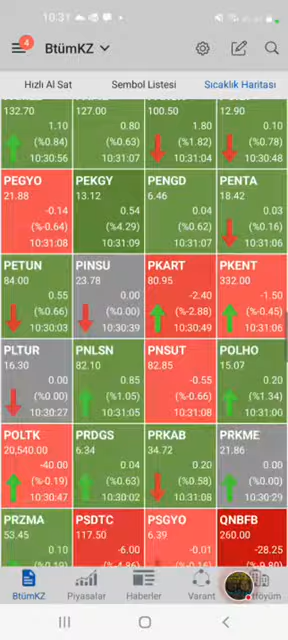 10:31
51%
4
BtümKZ
Hızlı Al Sat
Sembol Listesi
Sıcaklık Haritası
132.70 127.00 100.50 12.90
1.10 0.80 1.80 0.10
(%0.84) (%0.63) (%1.82) (%0.78)
10:30:56 10:31:07 10:31:04 10:30:48
PEGYO PEKGY PENGD PENTA
21.88 13.12 6.46 18.42
-0.14 0.54 0.04 0.03
(%-0.64) (%4.29) (%0.62) (%0.16)
10:31:08 10:31:09 10:31:07 10:31:06
PETUN PINSU PKART PKENT
84.00 23.78 80.95 332.00
0.55 0.00 -2.40 -1.50
(%0.66) (%0.00) (%-2.88) (%-0.45)
10:30:03 10:30:39 10:30:49 10:31:06
PLTUR PNLSN PNSUT POLHO
16.30 82.10 82.85 15.07
0.00 0.85 -0.55 0.20
(%0.00) (%1.05) (%-0.66) (%1.34)
10:30:27 10:31:05 10:31:08 10:31:00
POLTK PRDGS PRKAB PRKME
20,540.00 6.34 34.72 21.86
-40.00 0.04 0.20 0.00
(%-0.19) (%0.63) (%0.58) (%0.00)
10:30:47 10:30:02 10:31:08 10:30:29
PRZMA PSDTC PSGYO QNBFB
53.45 117.50 6.39 260.00
0.10 -6.00 -0.01 -28.25
(%0.19) (%-4.86) (%-0.16) (%-9.80)
BtümKZ
Piyasalar
Haberler
Varant